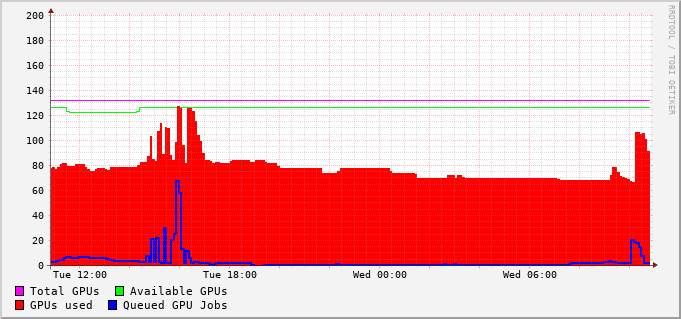 200
180
160
140
120
100
80
60
40
20
0
Tue 12:00 Tue 18:00 Wed 00:00 Wed 06:00
Total GPUs Available GPUs
GPUs used Queued GPU Jobs
RRDTOOL / TOBI OETIKER